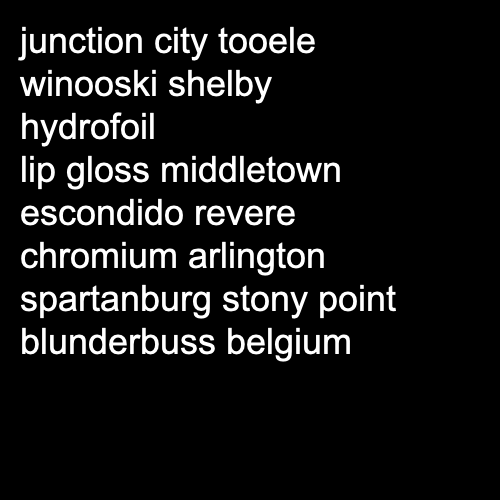 junction city tooele
winooski shelby
hydrofoil
lip gloss middletown
escondido revere
chromium arlington
spartanburg stony point
blunderbuss belgium